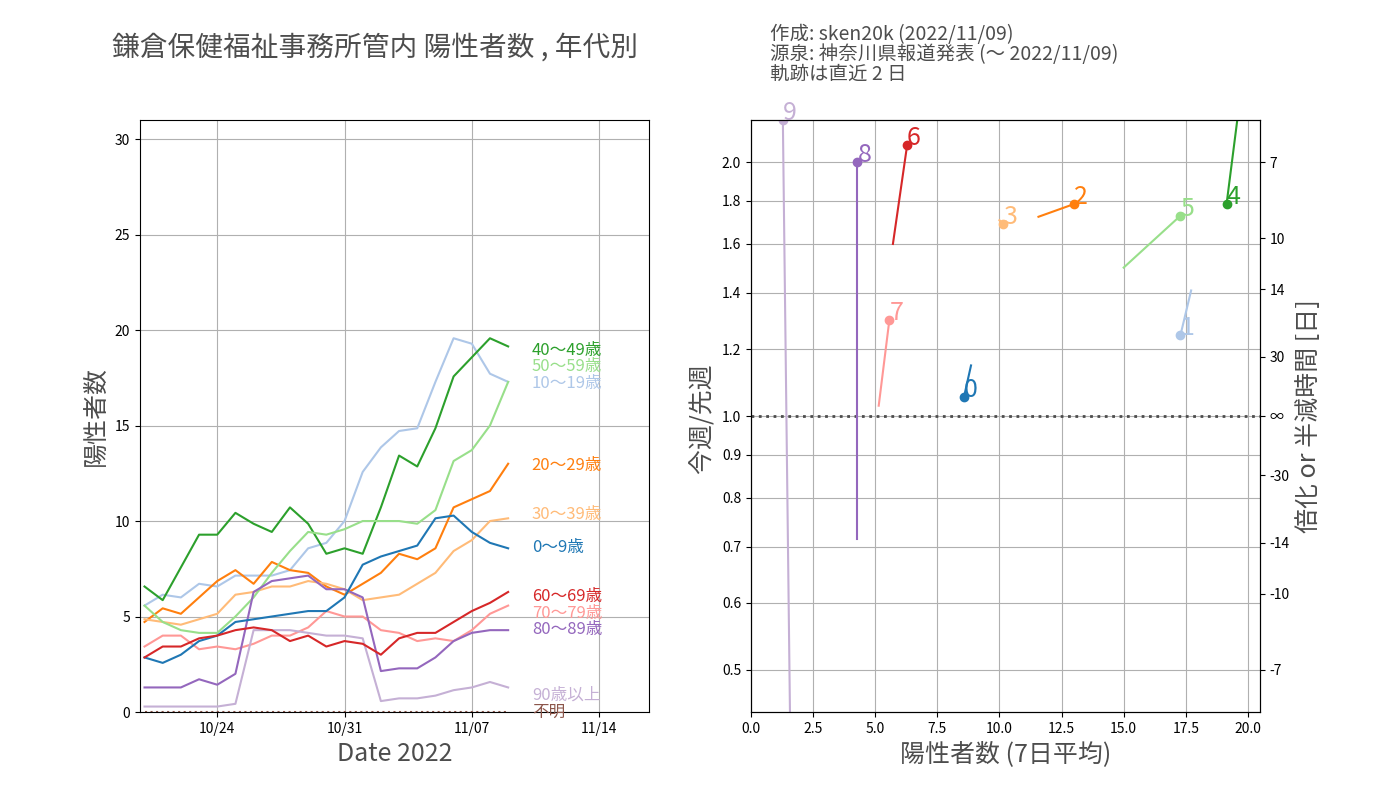 鎌倉保健福祉事務所管内 陽性者数 , 年代別
作成: sken20k (2022/11/09)
源泉: 神奈川県報道発表 (〜 2022/11/09)
軌跡は直近 2 日
陽性者数
30
25
20
15
10
5
0
10/24
10/31
11/07
11/14
Date 2022
40〜49歳
50〜59歳
10〜19歳
20〜29歳
30〜39歳
0〜9歳
60〜69歳
70〜79歳
80〜89歳
90歳以上
不明
今週/先週
2.0
1.8
1.6
1.4
1.2
1.0
0.9
0.8
0.7
0.6
0.5
9
8
6
3
2
5
4
7
1
0
0.0
2.5
5.0
7.5
10.0
12.5
15.0
17.5
20.0
陽性者数 (7日平均)
7
10
14
30
∞
-30
-14
-10
-7
倍化 or 半減時間 [日]